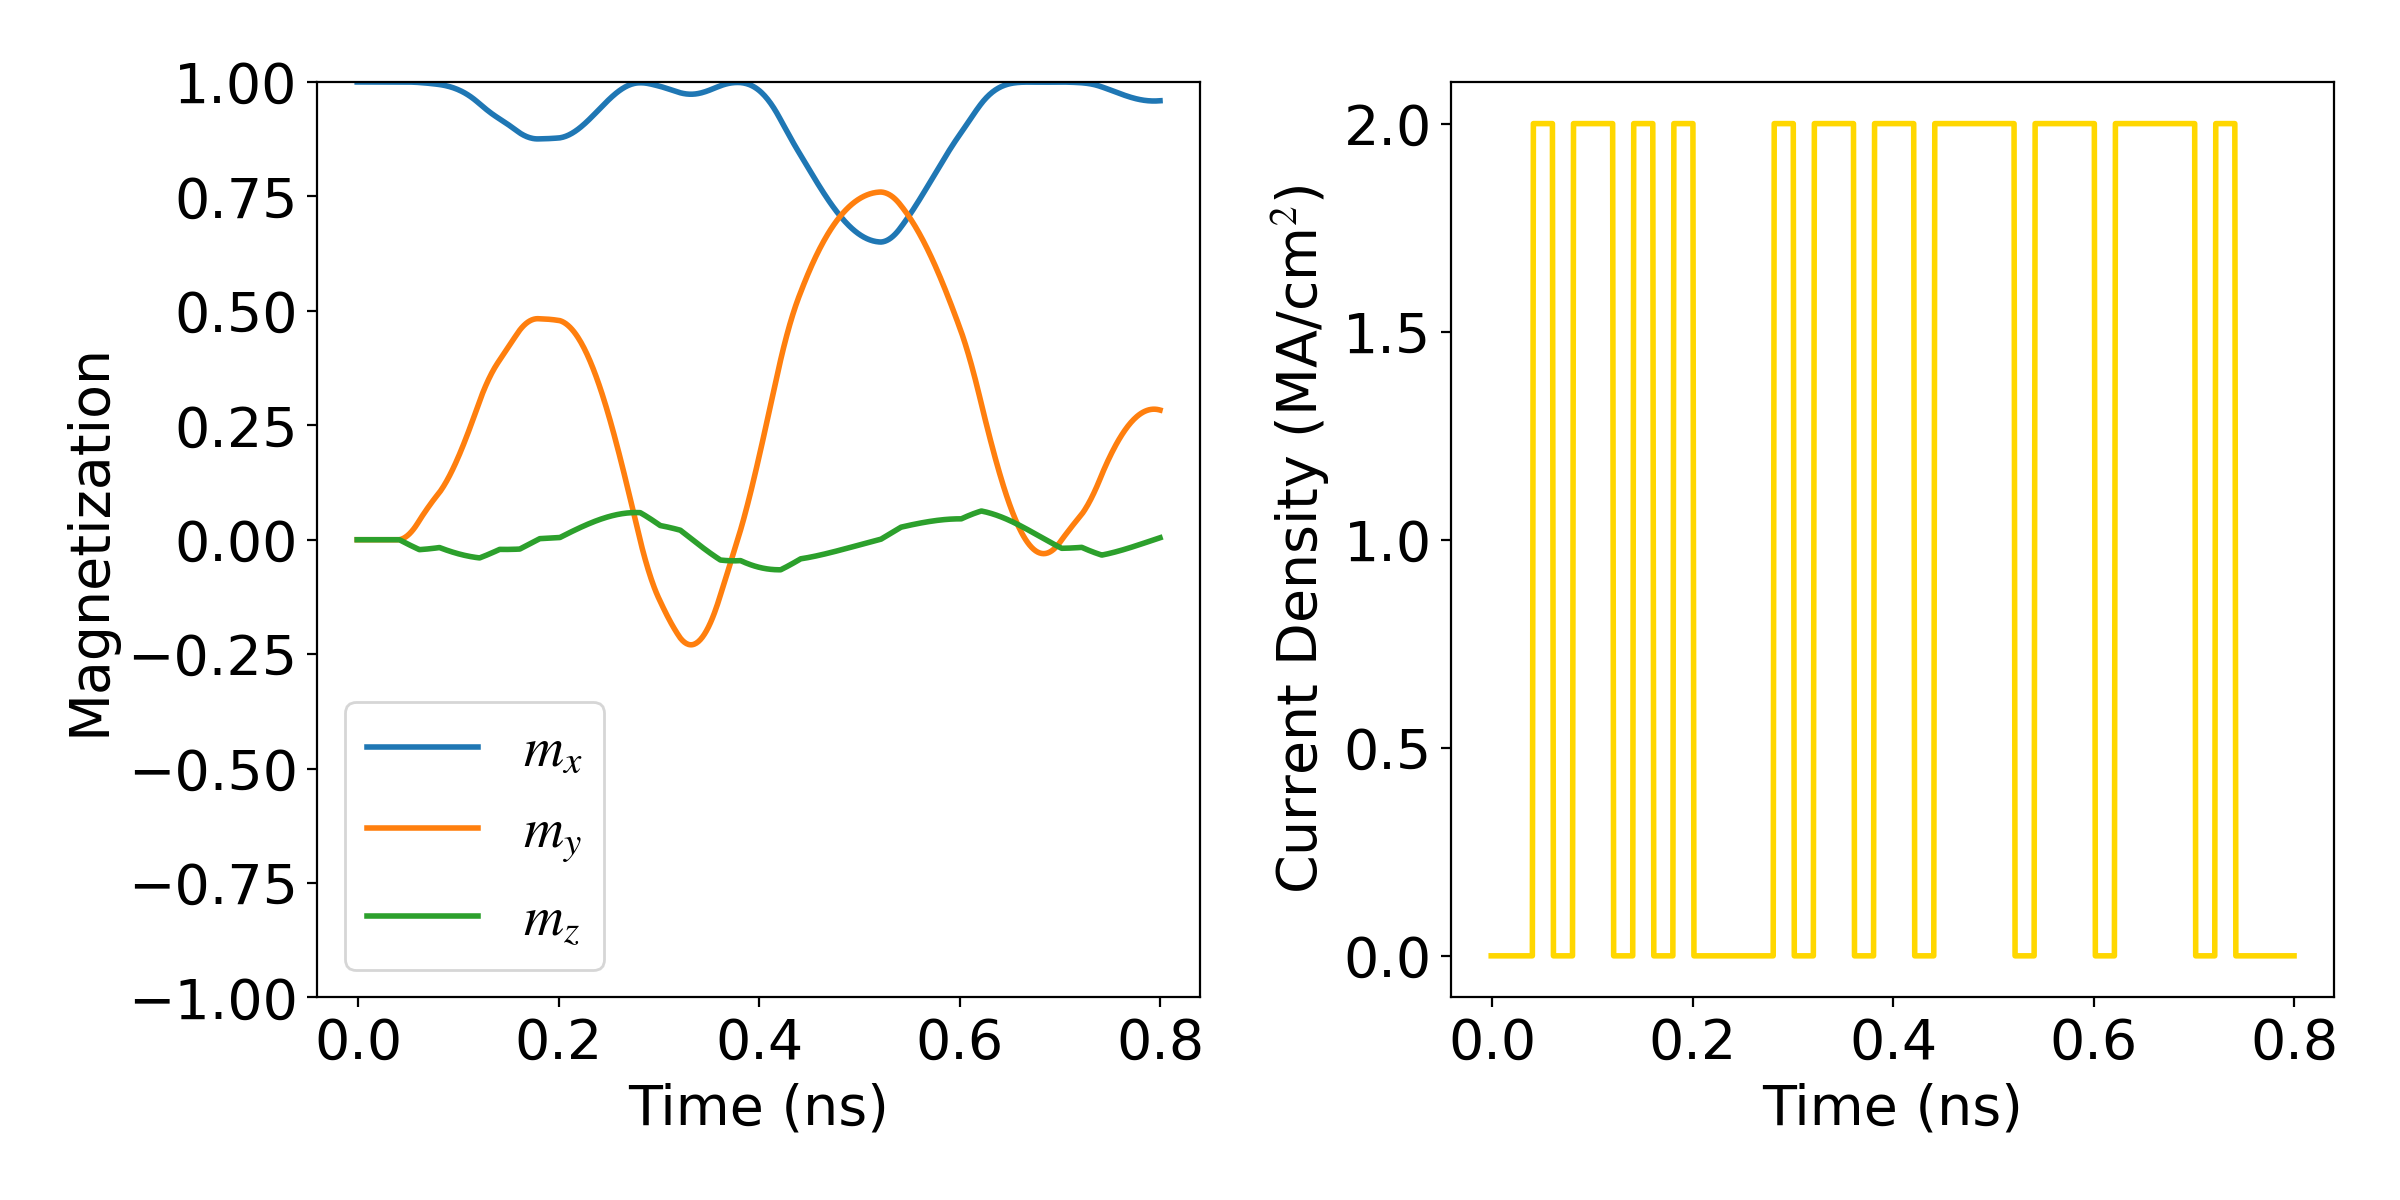 1.00
0.75
0.50
0.25
0.00
−0.25
−0.50
−0.75
−1.00
Magnetization
m_x
m_y
m_z
0.0 0.2 0.4 0.6 0.8
Time (ns)
2.0
1.5
1.0
0.5
0.0
Current Density (MA/cm²)
0.0 0.2 0.4 0.6 0.8
Time (ns)